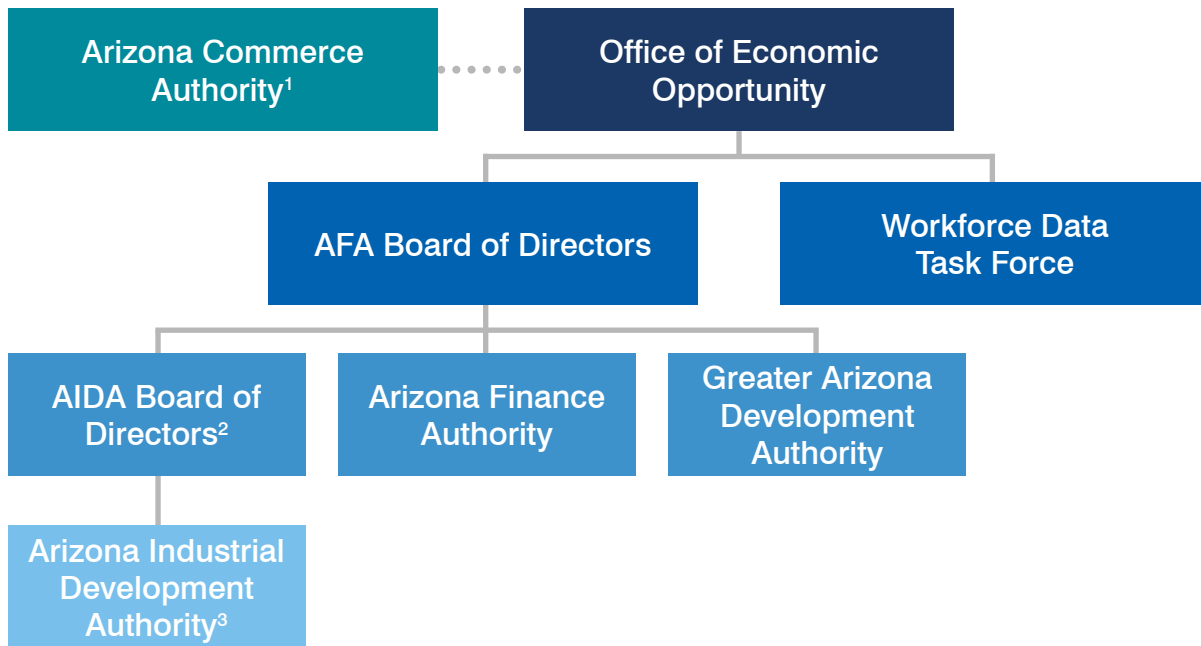 Arizona Commerce
Authority¹
Office of Economic
Opportunity
AFA Board of Directors
Workforce Data
Task Force
AIDA Board of
Directors²
Arizona Finance
Authority
Greater Arizona
Development
Authority
Arizona Industrial
Development
Authority³